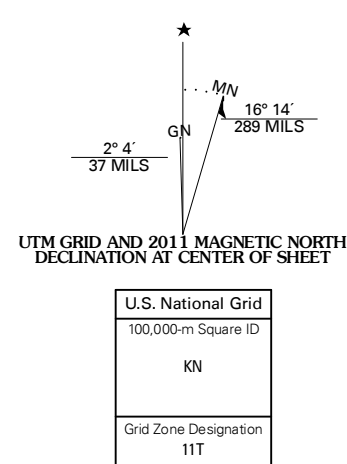 MN
16° 14´
289 MILS
GN
2° 4´
37 MILS
UTM GRID AND 2011 MAGNETIC NORTH
DECLINATION AT CENTER OF SHEET
U.S. National Grid
100,000-m Square ID
KN
Grid Zone Designation
11T